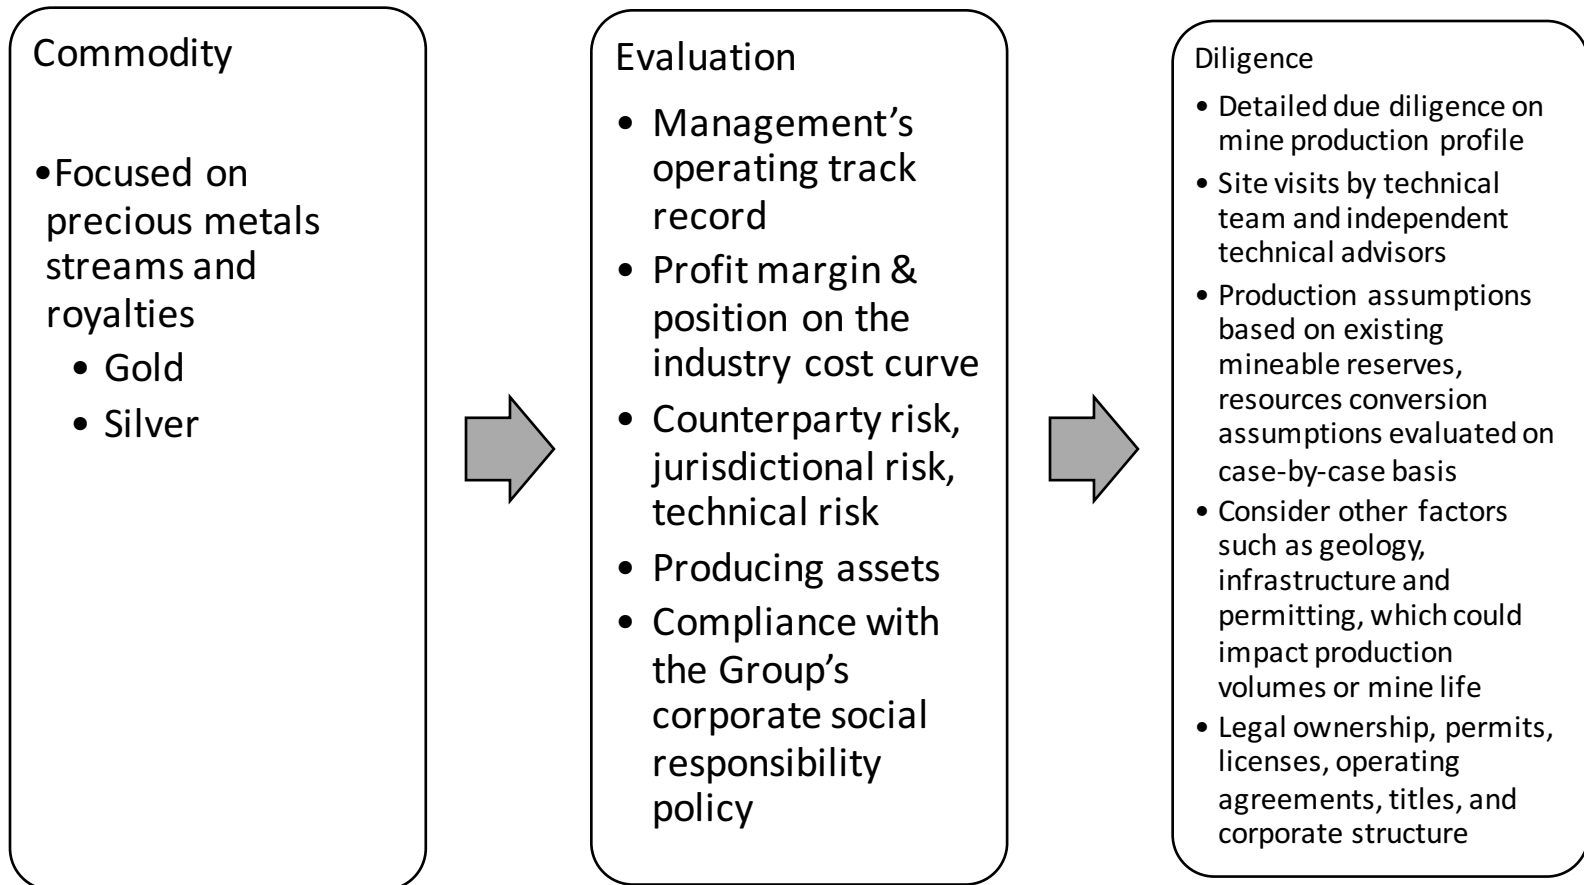 Commodity
•Focused on
precious metals
streams and
royalties
• Gold
• Silver
Evaluation
• Management’s
operating track
record
• Profit margin &
position on the
industry cost curve
• Counterparty risk,
jurisdictional risk,
technical risk
• Producing assets
• Compliance with
the Group’s
corporate social
responsibility
policy
Diligence
• Detailed due diligence on
mine production profile
• Site visits by technical
team and independent
technical advisors
• Production assumptions
based on existing
mineable reserves,
resources conversion
assumptions evaluated on
case-by-case basis
• Consider other factors
such as geology,
infrastructure and
permitting, which could
impact production
volumes or mine life
• Legal ownership, permits,
licenses, operating
agreements, titles, and
corporate structure